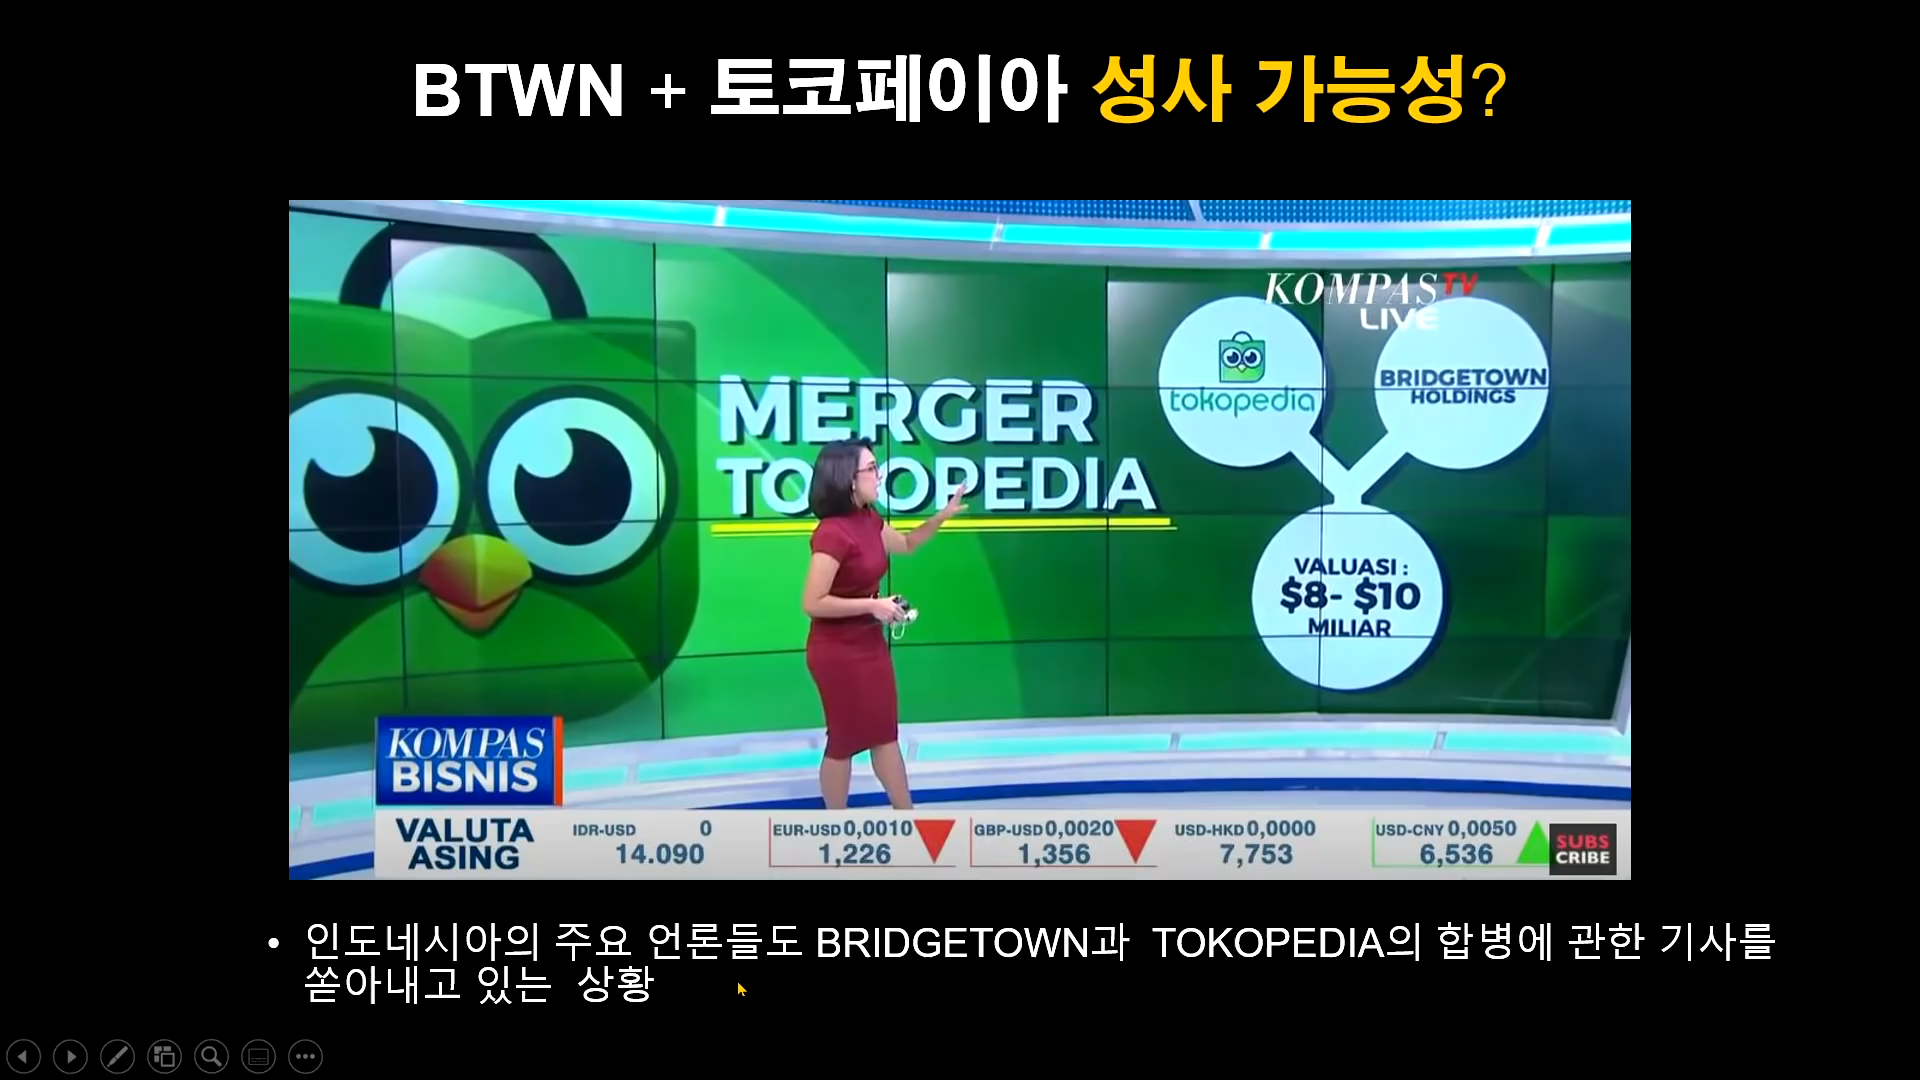 BTWN + 토코페이아 성사 가능성?
KOMPAS TV
LIVE
tokopedia
BRIDGETOWN
HOLDINGS
MERGER
TOKOPEDIA
VALUASI :
$8- $10
MILIAR
KOMPAS
BISNIS
VALUTA
ASING
IDR-USD 0
14.090
EUR-USD 0,0010
1,226
GBP-USD 0,0020
1,356
USD-HKD 0,0000
7,753
USD-CNY 0,0050
6,536
SUBS
CRIBE
• 인도네시아의 주요 언론들도 BRIDGETOWN과 TOKOPEDIA의 합병에 관한 기사를
쏟아내고 있는 상황